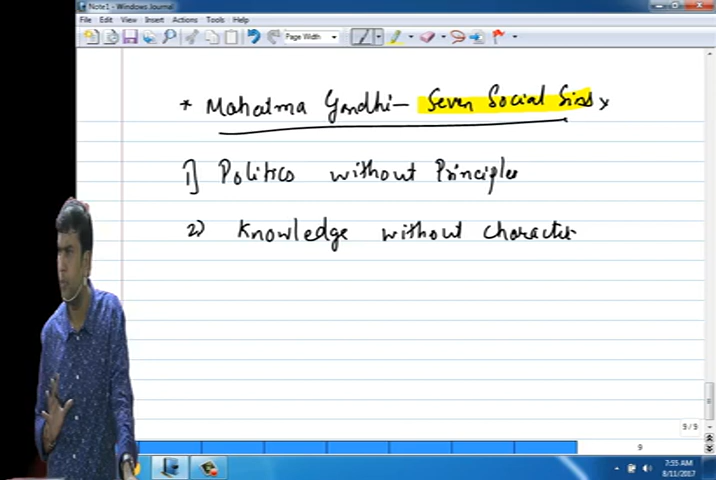 Note1 - Windows Journal
File Edit View Insert Actions Tools Help
Page Width
* Mahatma Gandhi- Seven Social Sins x
1] Politics without Principles
2) Knowledge without character
9/9
9
7:55 AM
8/11/2017